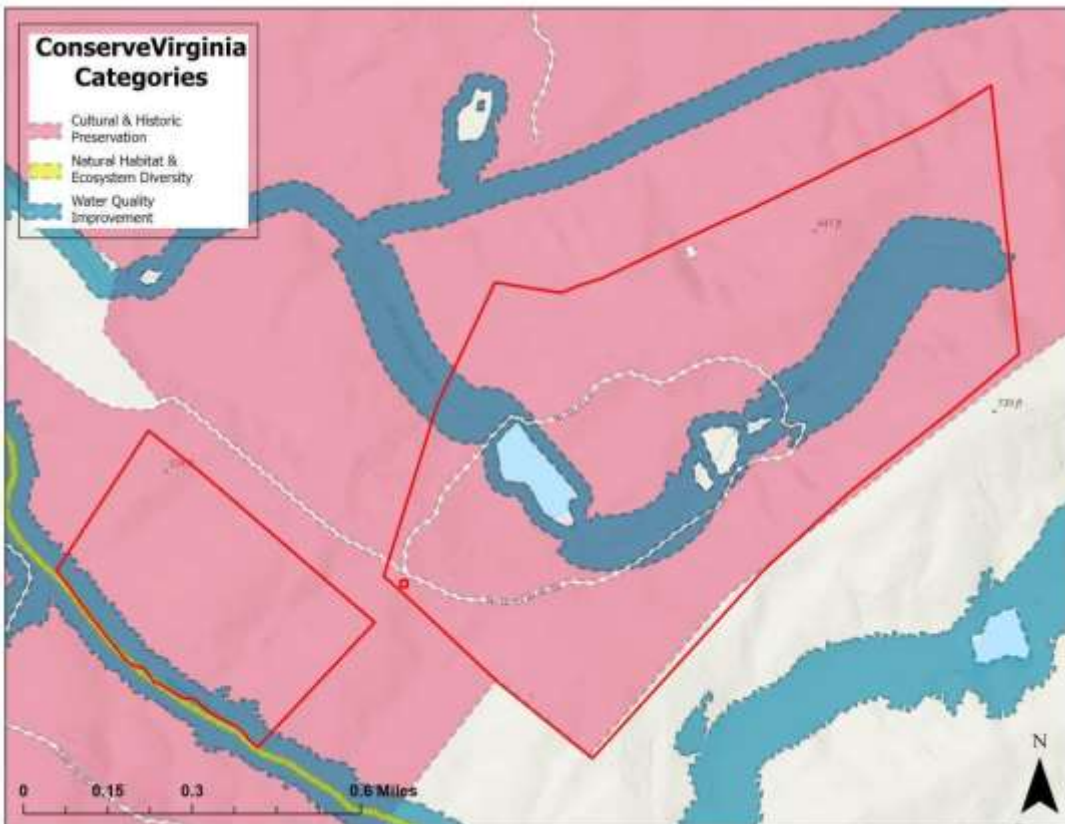 ConserveVirginia
Categories
Cultural & Historic
Preservation
Natural Habitat &
Ecosystem Diversity
Water Quality
Improvement
N
0 0.15 0.3 0.6 Miles